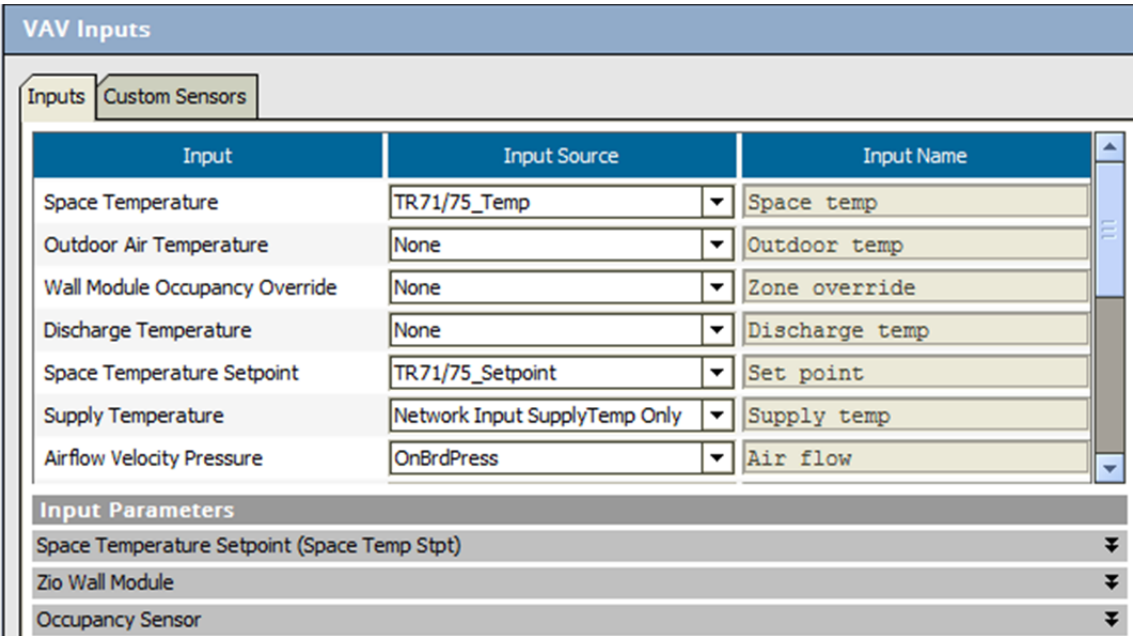 VAV Inputs
Inputs Custom Sensors
Input Input Source Input Name
Space Temperature TR71/75_Temp Space temp
Outdoor Air Temperature None Outdoor temp
Wall Module Occupancy Override None Zone override
Discharge Temperature None Discharge temp
Space Temperature Setpoint TR71/75_Setpoint Set point
Supply Temperature Network Input SupplyTemp Only Supply temp
Airflow Velocity Pressure OnBrdPress Air flow
Input Parameters
Space Temperature Setpoint (Space Temp Stpt)
Zio Wall Module
Occupancy Sensor